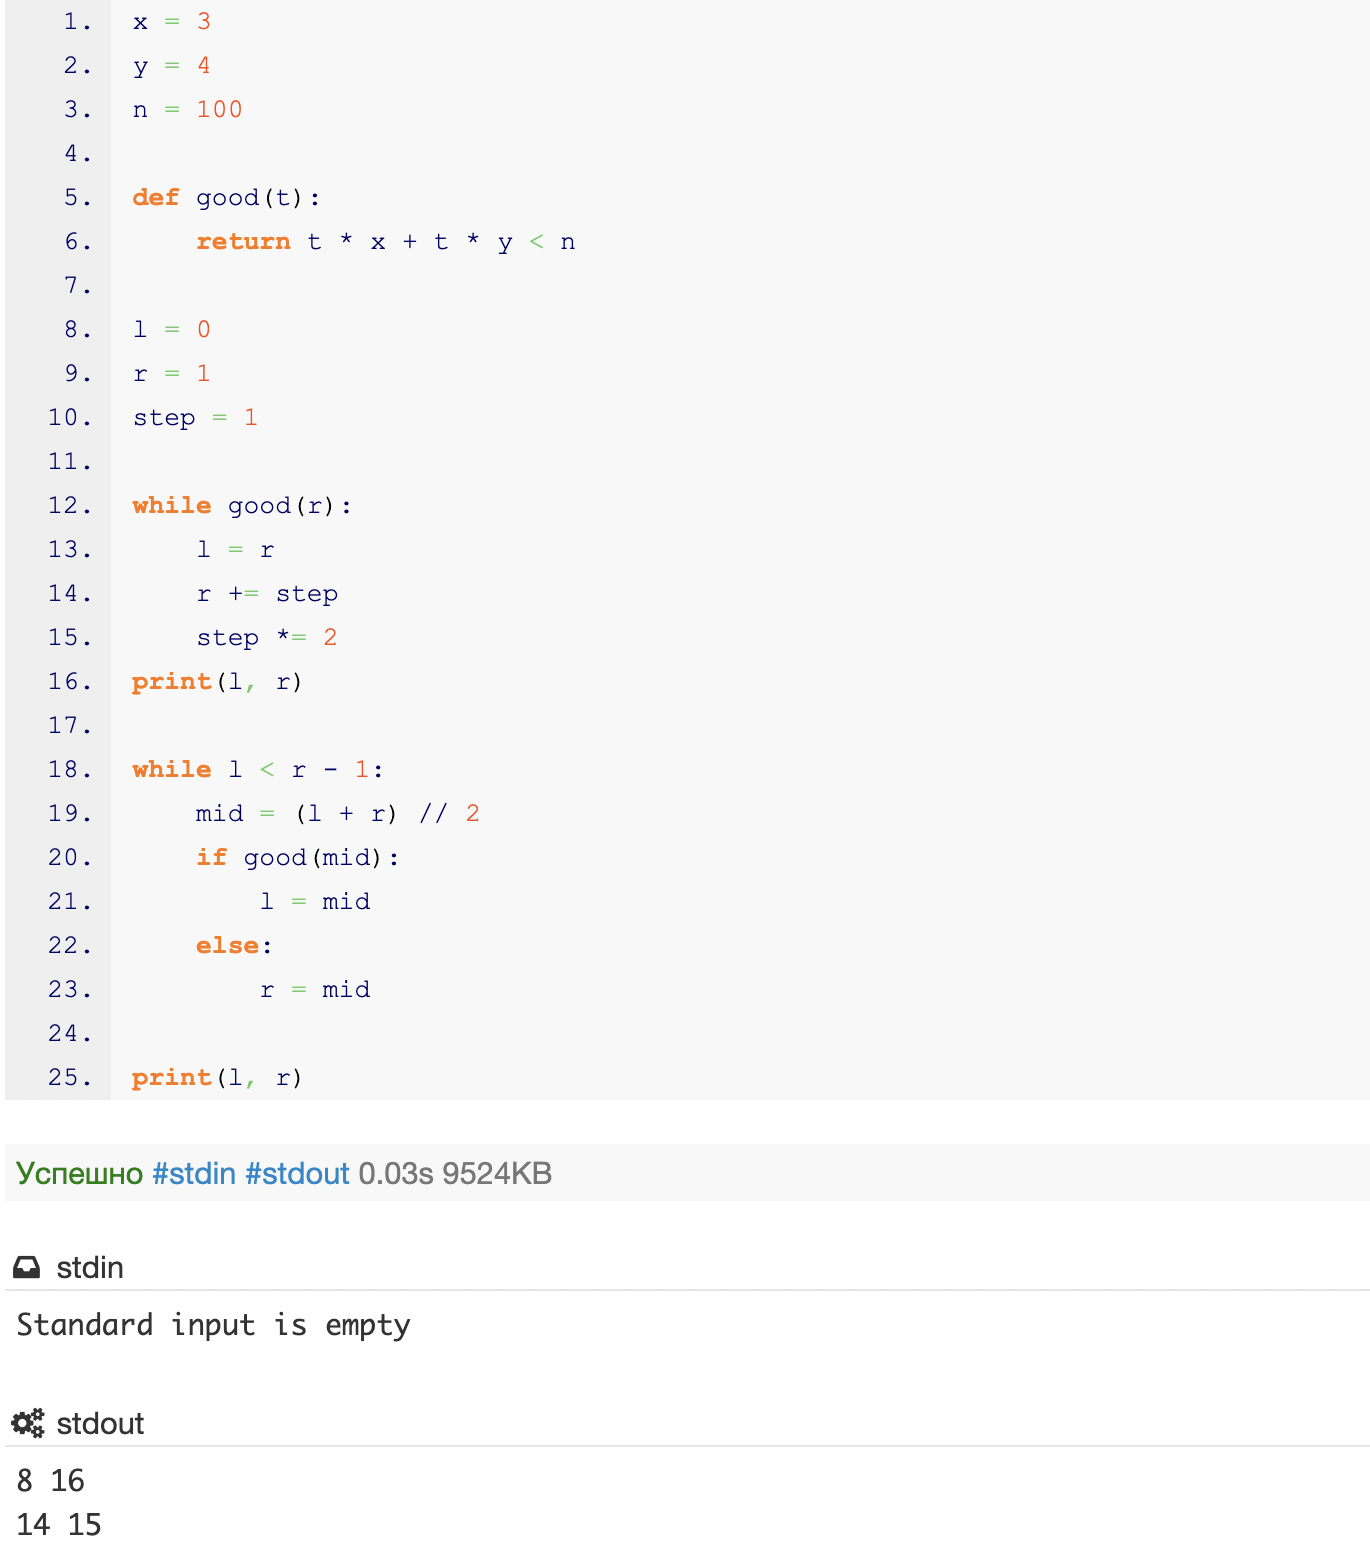 1. x = 3
2. y = 4
3. n = 100
4.
5. def good(t):
6.     return t * x + t * y < n
7.
8. l = 0
9. r = 1
10. step = 1
11.
12. while good(r):
13.     l = r
14.     r += step
15.     step *= 2
16. print(l, r)
17.
18. while l < r - 1:
19.     mid = (l + r) // 2
20.     if good(mid):
21.         l = mid
22.     else:
23.         r = mid
24.
25. print(l, r)
Успешно #stdin #stdout 0.03s 9524KB
stdin
Standard input is empty
stdout
8 16
14 15